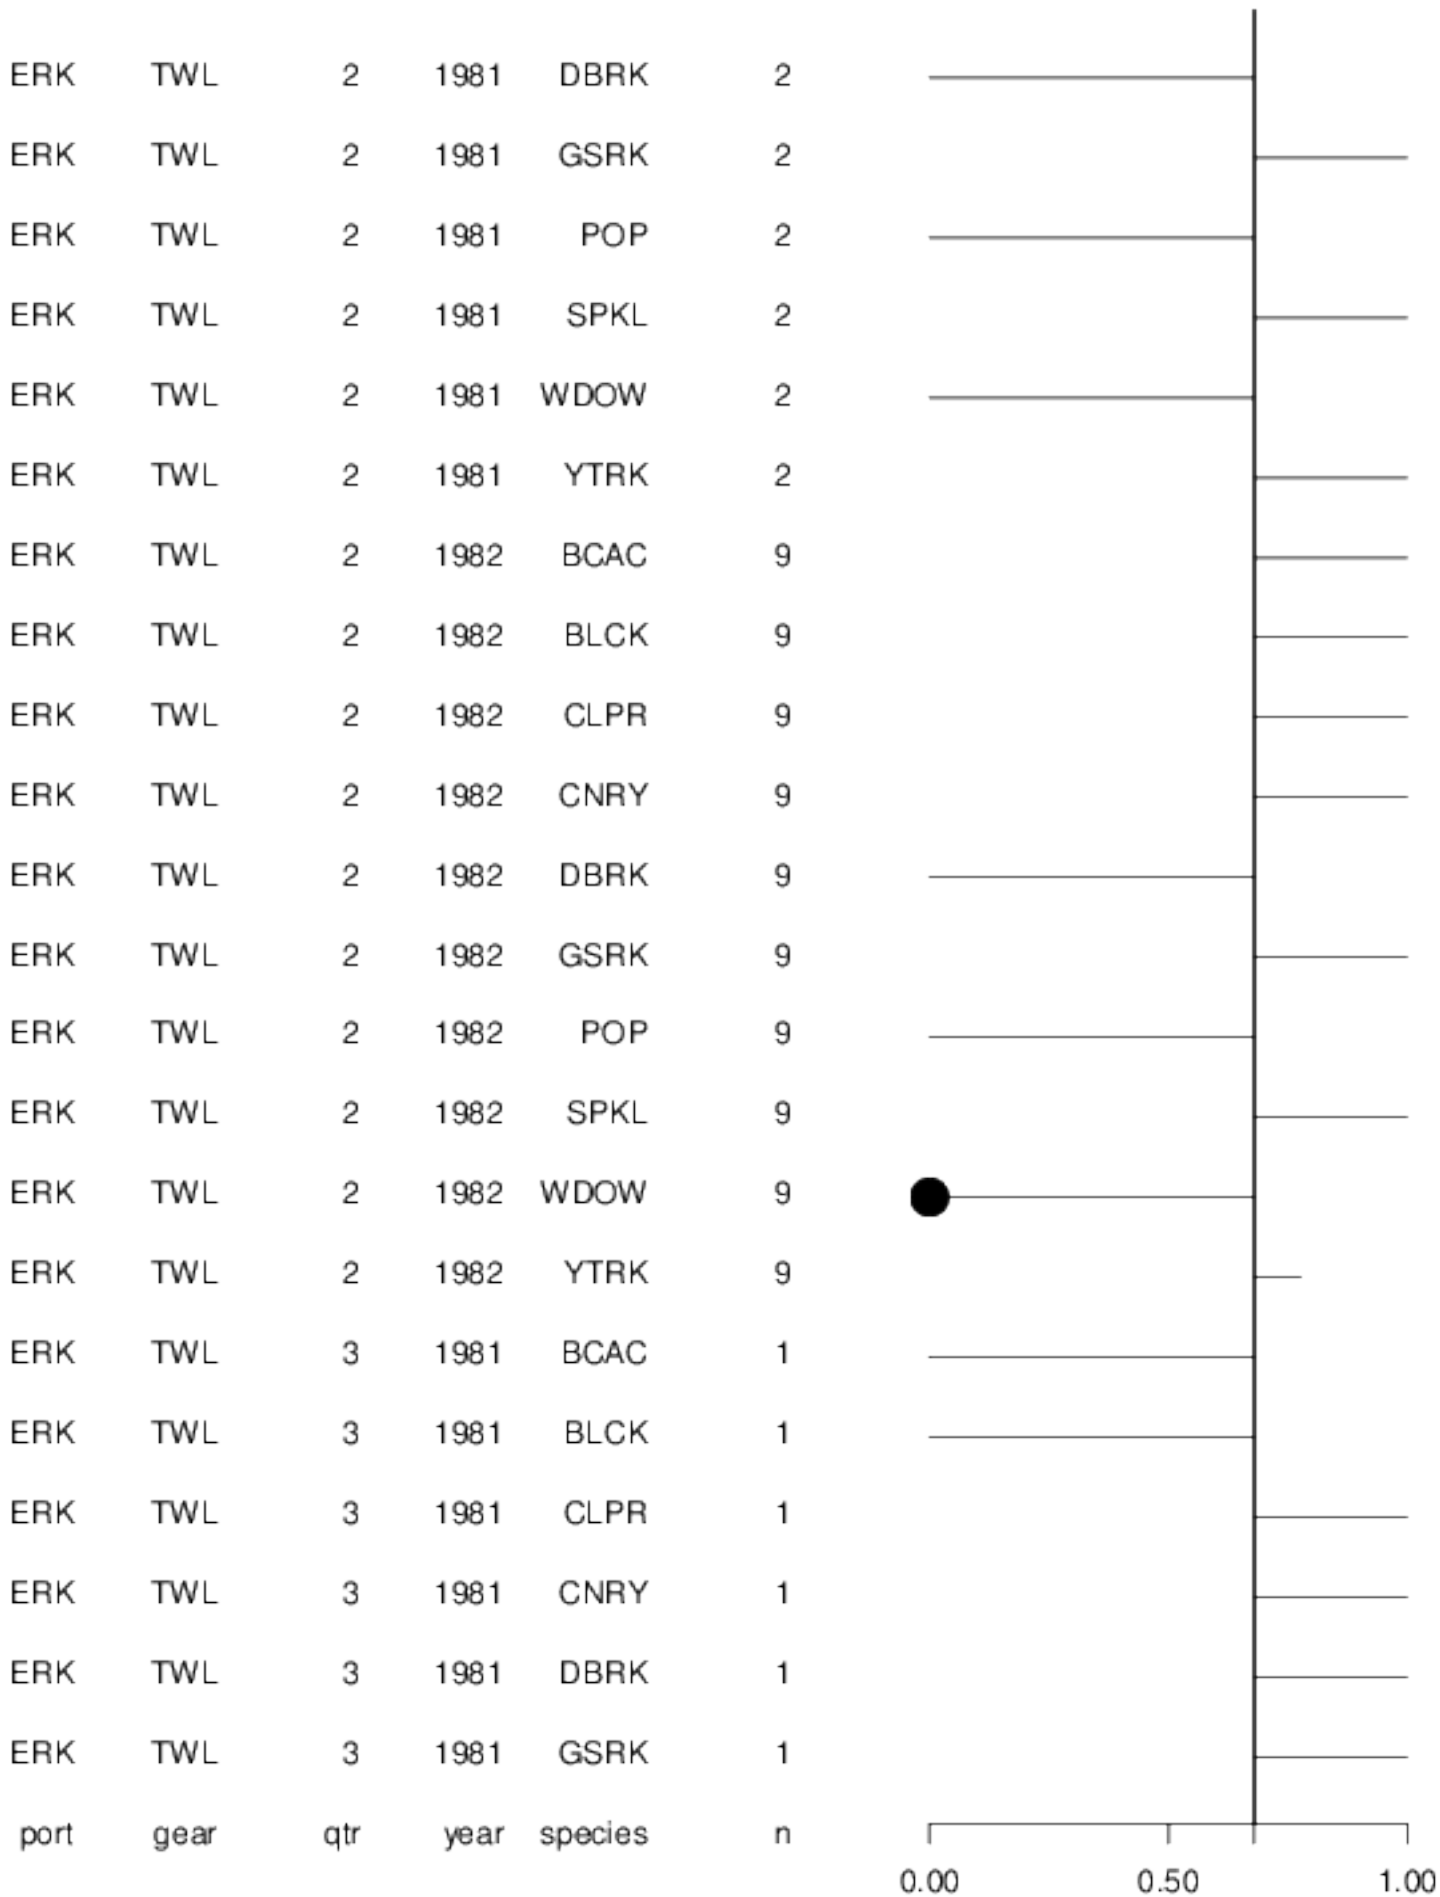 ERK TWL 2 1981 DBRK 2
ERK TWL 2 1981 GSRK 2
ERK TWL 2 1981 POP 2
ERK TWL 2 1981 SPKL 2
ERK TWL 2 1981 WDOW 2
ERK TWL 2 1981 YTRK 2
ERK TWL 2 1982 BCAC 9
ERK TWL 2 1982 BLCK 9
ERK TWL 2 1982 CLPR 9
ERK TWL 2 1982 CNRY 9
ERK TWL 2 1982 DBRK 9
ERK TWL 2 1982 GSRK 9
ERK TWL 2 1982 POP 9
ERK TWL 2 1982 SPKL 9
ERK TWL 2 1982 WDOW 9
ERK TWL 2 1982 YTRK 9
ERK TWL 3 1981 BCAC 1
ERK TWL 3 1981 BLCK 1
ERK TWL 3 1981 CLPR 1
ERK TWL 3 1981 CNRY 1
ERK TWL 3 1981 DBRK 1
ERK TWL 3 1981 GSRK 1
port gear qtr year species n
0.00 0.50 1.00